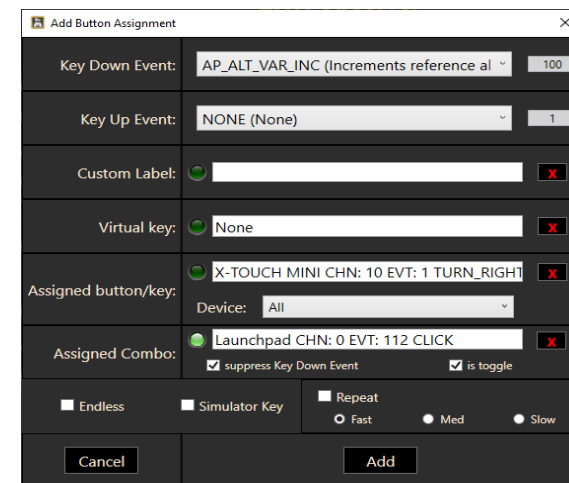 Add Button Assignment
Key Down Event: AP_ALT_VAR_INC (Increments reference al 100
Key Up Event: NONE (None) 1
Custom Label: X
Virtual key: None X
Assigned button/key: X-TOUCH MINI CHN: 10 EVT: 1 TURN_RIGHT X
Device: All
Assigned Combo: Launchpad CHN: 0 EVT: 112 CLICK X
suppress Key Down Event is toggle
Endless Simulator Key Repeat
Fast Med Slow
Cancel Add